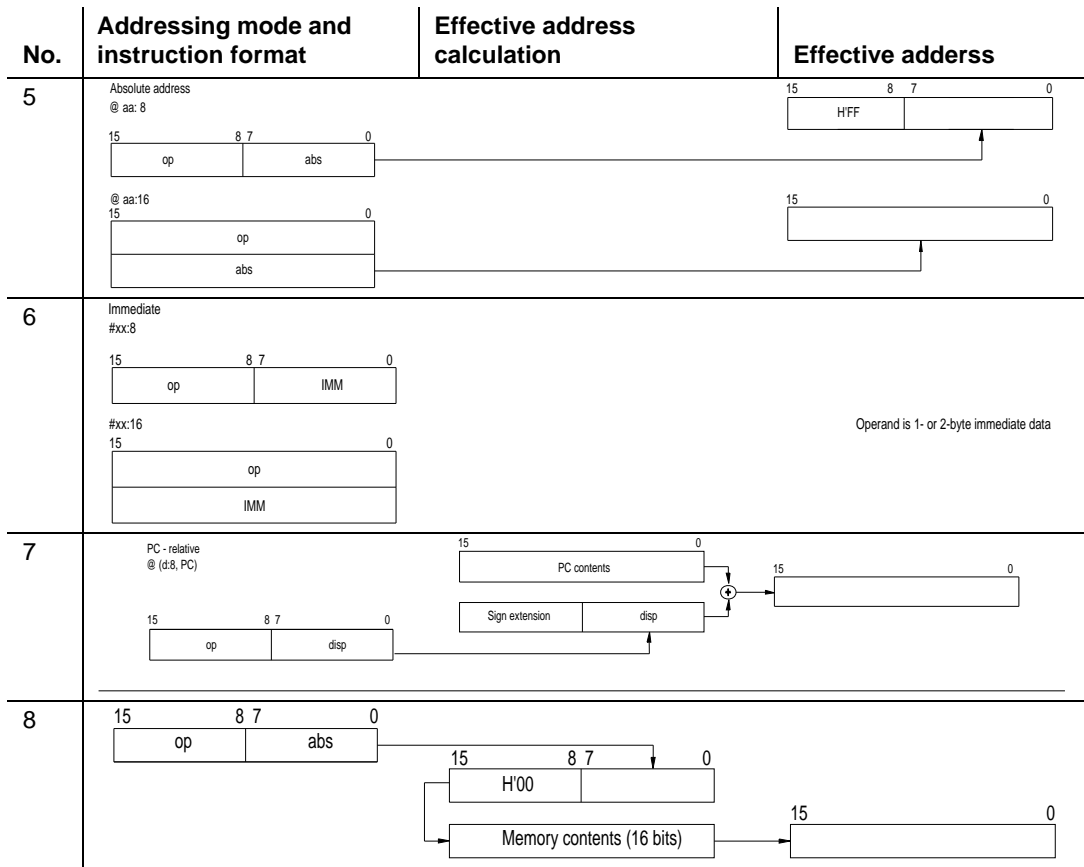 No.
Addressing mode and
instruction format
Effective address
calculation
Effective adderss
5
Absolute address
@ aa: 8
15 8 7 0
op abs
15 8 7 0
H'FF
@ aa:16
15 0
op
abs
15 0
6
Immediate
#xx:8
15 8 7 0
op IMM
#xx:16
15 0
op
IMM
Operand is 1- or 2-byte immediate data
7
PC - relative
@ (d:8, PC)
15 0
PC contents
15 0
+
Sign extension disp
15 8 7 0
op disp
8
15 8 7 0
op abs
15 8 7 0
H'00
Memory contents (16 bits)
15 0